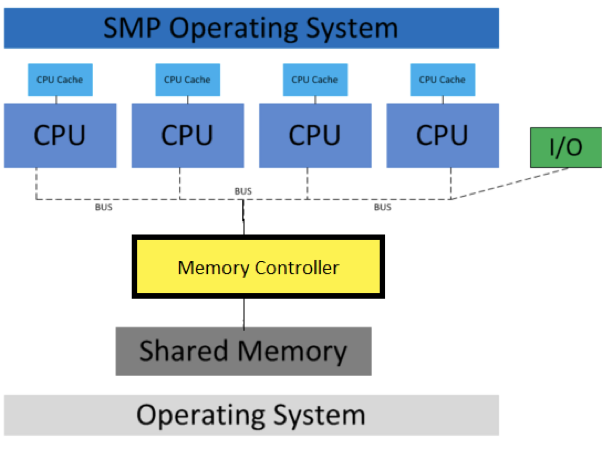 SMP Operating System
CPU Cache
CPU Cache
CPU Cache
CPU Cache
CPU
CPU
CPU
CPU
I/O
BUS
BUS
BUS
Memory Controller
Shared Memory
Operating System